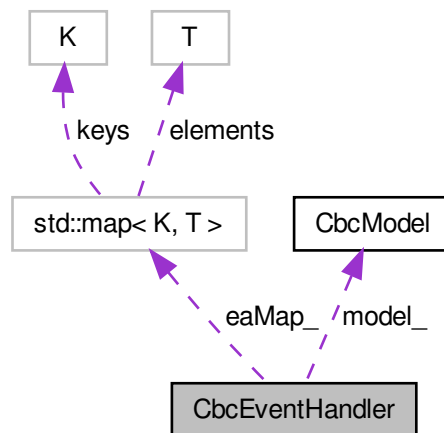 K
T
keys
elements
std::map< K, T >
CbcModel
eaMap_
model_
CbcEventHandler